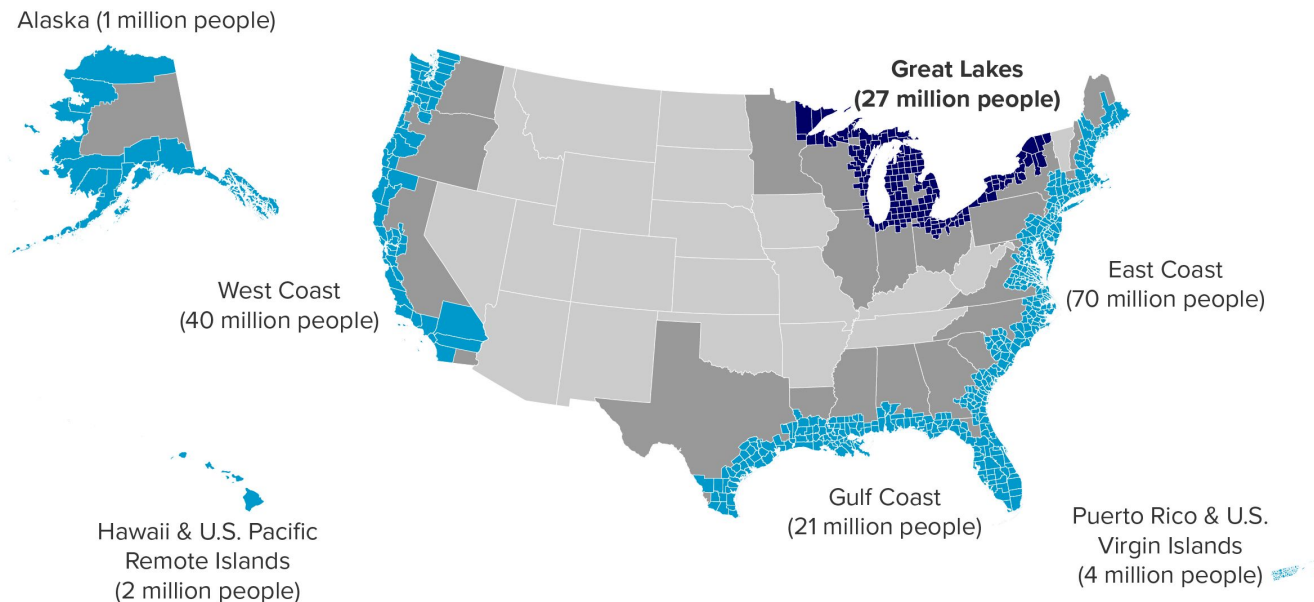 Alaska (1 million people)
Great Lakes
(27 million people)
West Coast
(40 million people)
East Coast
(70 million people)
Gulf Coast
(21 million people)
Hawaii & U.S. Pacific
Remote Islands
(2 million people)
Puerto Rico & U.S.
Virgin Islands
(4 million people)